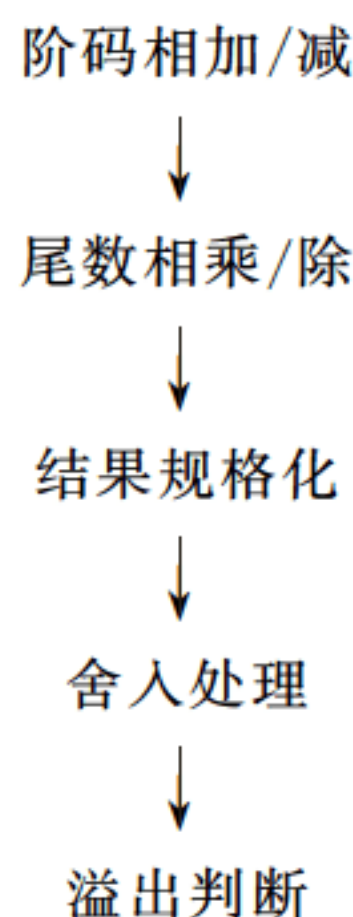 阶码相加/减
尾数相乘/除
结果规格化
舍入处理
溢出判断